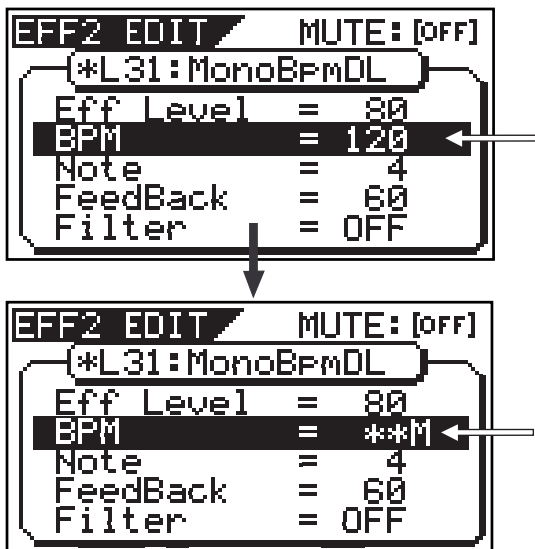 EFF2 EDIT MUTE:[OFF]
*L31:MonoBpmDL
Eff Level = 80
BPM = 120
Note = 4
FeedBack = 60
Filter = OFF
EFF2 EDIT MUTE:[OFF]
*L31:MonoBpmDL
Eff Level = 80
BPM = **M
Note = 4
FeedBack = 60
Filter = OFF